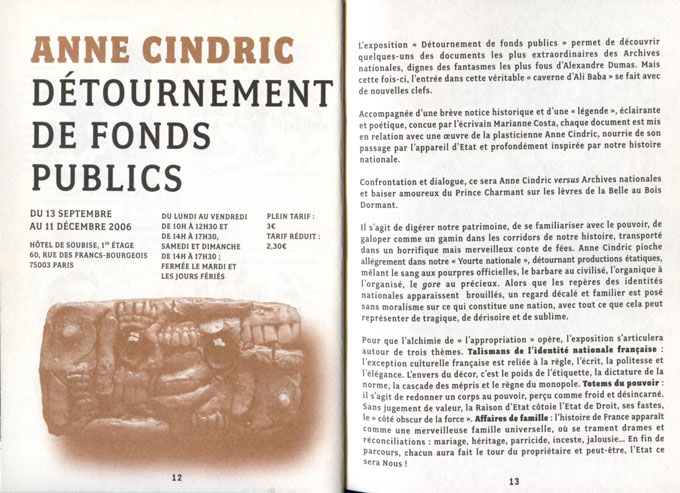 ANNE CINDRIC
DÉTOURNEMENT
DE FONDS
PUBLICS
DU 13 SEPTEMBRE
AU 11 DÉCEMBRE 2006
HÔTEL DE SOUBISE, 1ER ÉTAGE
60, RUE DES FRANCS-BOURGEOIS
75003 PARIS
DU LUNDI AU VENDREDI
DE 10H À 12H30 ET
DE 14H À 17H30,
SAMEDI ET DIMANCHE
DE 14H À 17H30 ;
FERMÉE LE MARDI ET
LES JOURS FÉRIÉS
PLEIN TARIF :
3€
TARIF RÉDUIT :
2,30€
12
L'exposition « Détournement de fonds publics » permet de découvrir
quelques-uns des documents les plus extraordinaires des Archives
nationales, dignes des fantasmes les plus fous d'Alexandre Dumas. Mais
cette fois-ci, l'entrée dans cette véritable « caverne d'Ali Baba » se fait avec
de nouvelles clefs.
Accompagnée d'une brève notice historique et d'une « légende », éclairante
et poétique, concue par l'écrivain Marianne Costa, chaque document est mis
en relation avec une œuvre de la plasticienne Anne Cindric, nourrie de son
passage par l'appareil d'Etat et profondément inspirée par notre histoire
nationale.
Confrontation et dialogue, ce sera Anne Cindric versus Archives nationales
et baiser amoureux du Prince Charmant sur les lèvres de la Belle au Bois
Dormant.
Il s'agit de digérer notre patrimoine, de se familiariser avec le pouvoir, de
galoper comme un gamin dans les corridors de notre histoire, transporté
dans un horrifique mais merveilleux conte de fées. Anne Cindric pioche
allégrement dans notre « Yourte nationale », détournant productions étatiques,
mêlant le sang aux pourpres officielles, le barbare au civilisé, l'organique à
l'organisé, le gore au précieux. Alors que les repères des identités
nationales apparaissent brouillés, un regard décalé et familier est posé
sans moralisme sur ce qui constitue une nation, avec tout ce que cela peut
représenter de tragique, de dérisoire et de sublime.
Pour que l'alchimie de « l'appropriation » opère, l'exposition s'articulera
autour de trois thèmes. Talismans de l'identité nationale française :
l'exception culturelle française est reliée à la règle, l'écrit, la politesse et
l'élégance. L'envers du décor, c'est le poids de l'étiquette, la dictature de la
norme, la cascade des mépris et le règne du monopole. Totems du pouvoir :
il s'agit de redonner un corps au pouvoir, perçu comme froid et désincarné.
Sans jugement de valeur, la Raison d'Etat côtoie l'Etat de Droit, ses fastes,
le « côté obscur de la force ». Affaires de famille : l'histoire de France apparaît
comme une merveilleuse famille universelle, où se trament drames et
réconciliations : mariage, héritage, parricide, inceste, jalousie... En fin de
parcours, chacun aura fait le tour du propriétaire et peut-être, l'Etat ce
sera Nous !
13